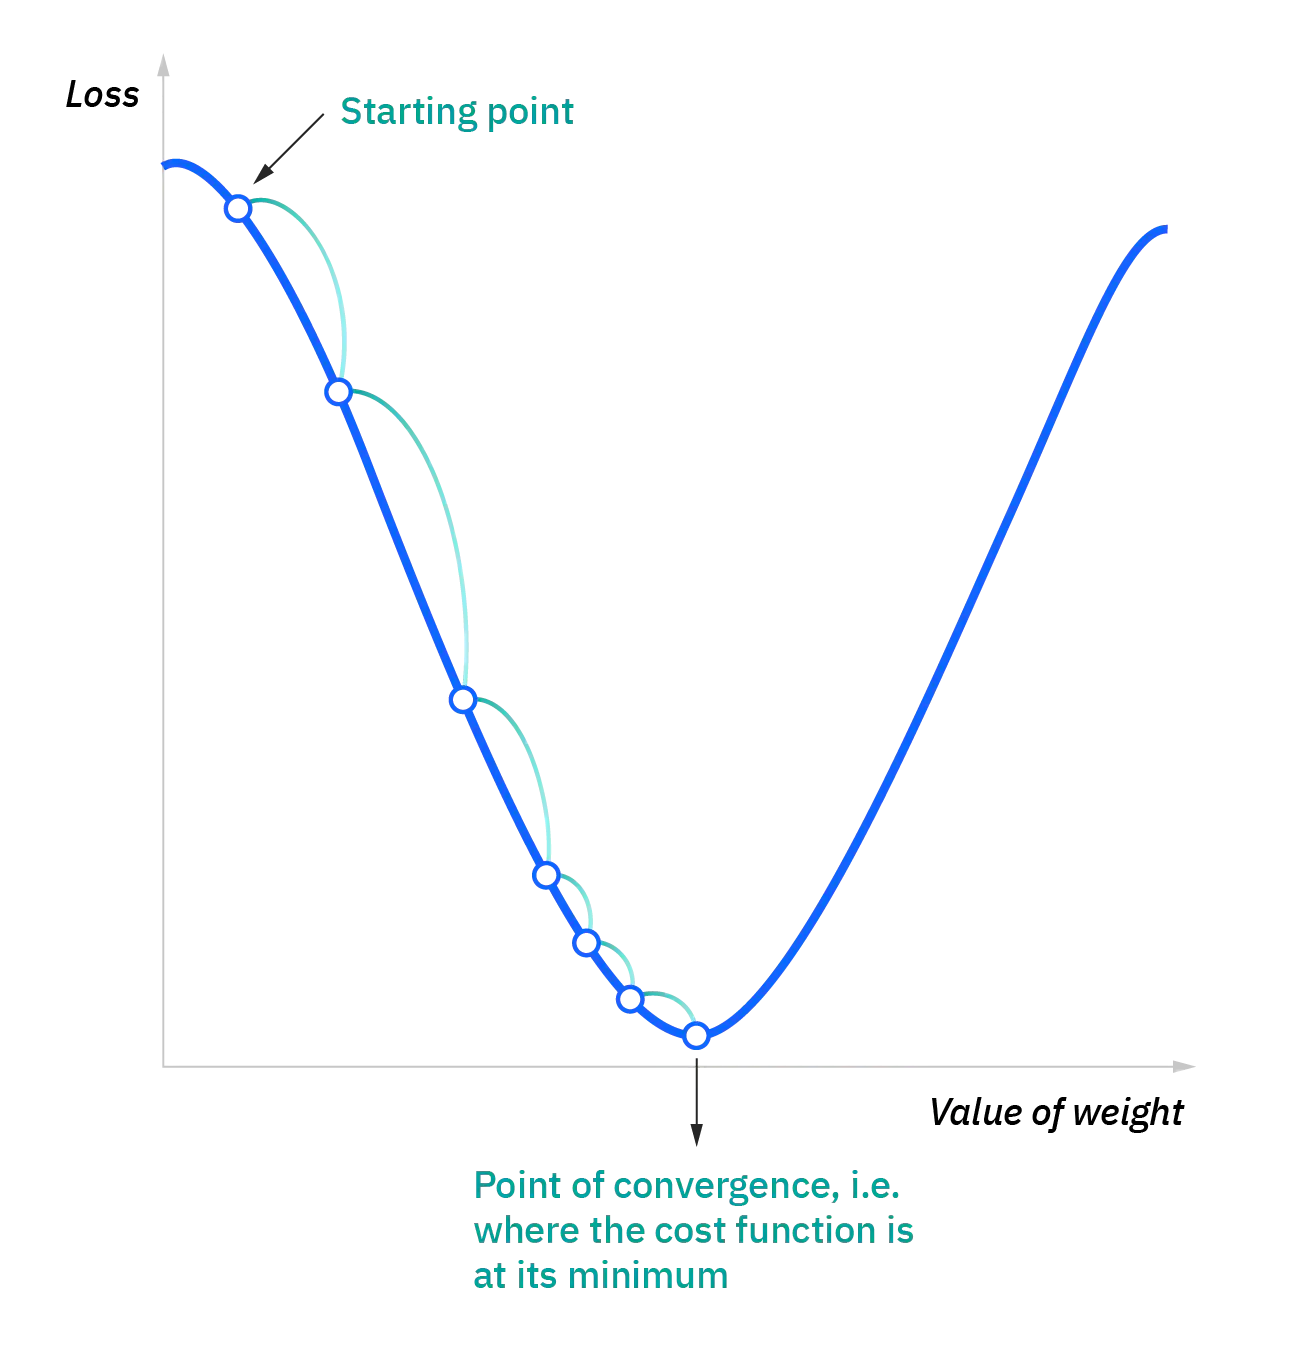 Loss
Starting point
Value of weight
Point of convergence, i.e.
where the cost function is
at its minimum